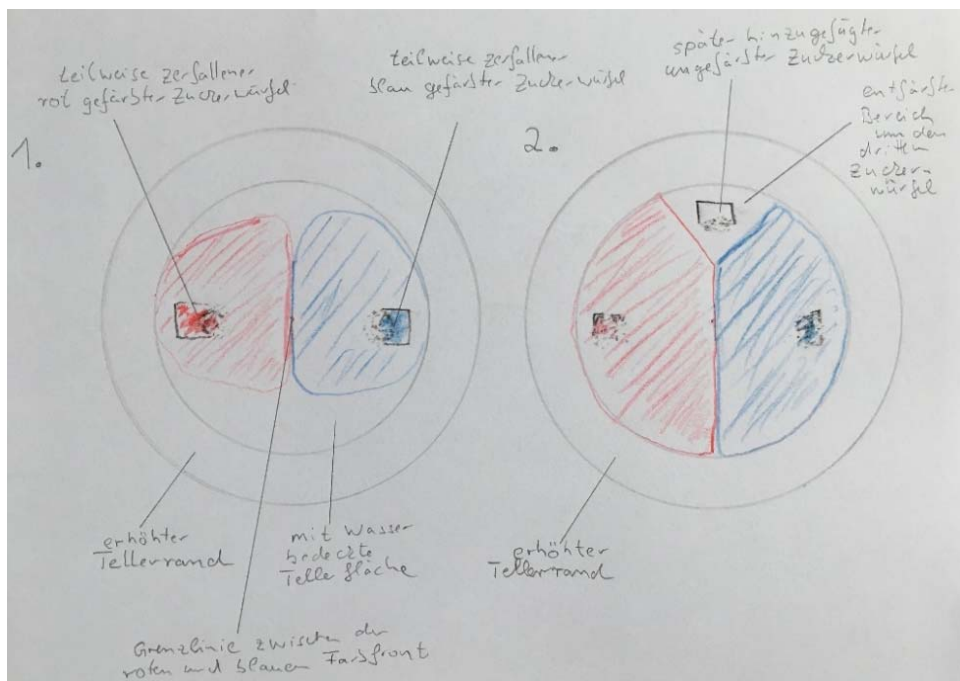 1.
teilweise zerfallener
rot gefärbter Zuckerwürfel
teilweise zerfallener
blau gefärbter Zuckerwürfel
erhöhter
Tellerrand
mit Wasser
bedeckte
Tellefläche
Grenzlinie zwischen der
roten und blauen Farbfront
2.
später hinzugefügter
ungefärbter Zuckerwürfel
entfärbter
Bereich
um den
dritten
Zucker-
würfel
erhöhter
Tellerrand